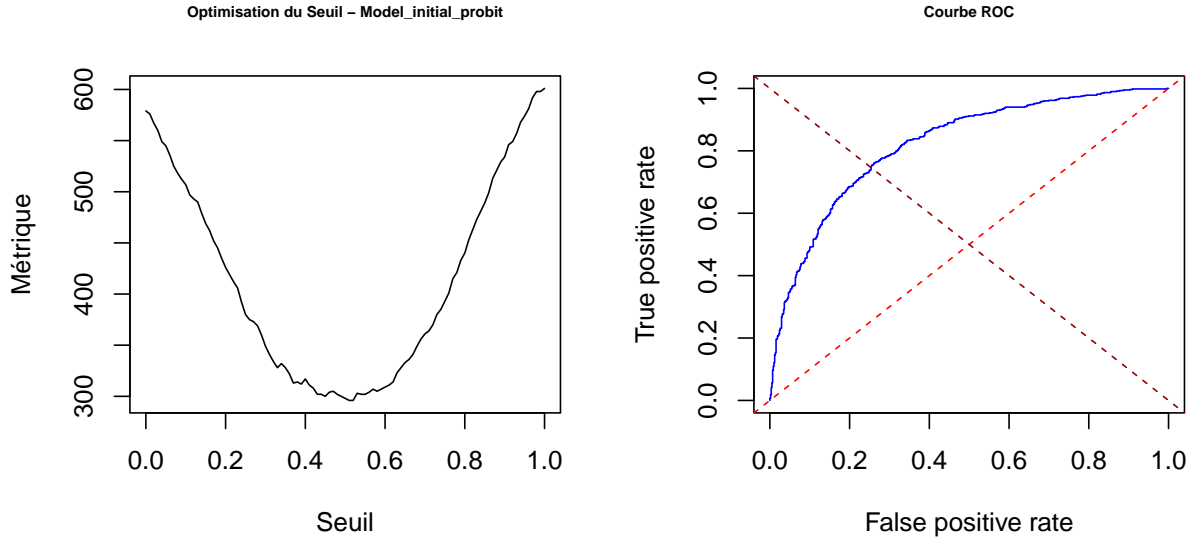 Optimisation du Seuil − Model_initial_probit
Métrique
600
500
400
300
0.0 0.2 0.4 0.6 0.8 1.0
Seuil
Courbe ROC
True positive rate
1.0
0.8
0.6
0.4
0.2
0.0
0.0 0.2 0.4 0.6 0.8 1.0
False positive rate